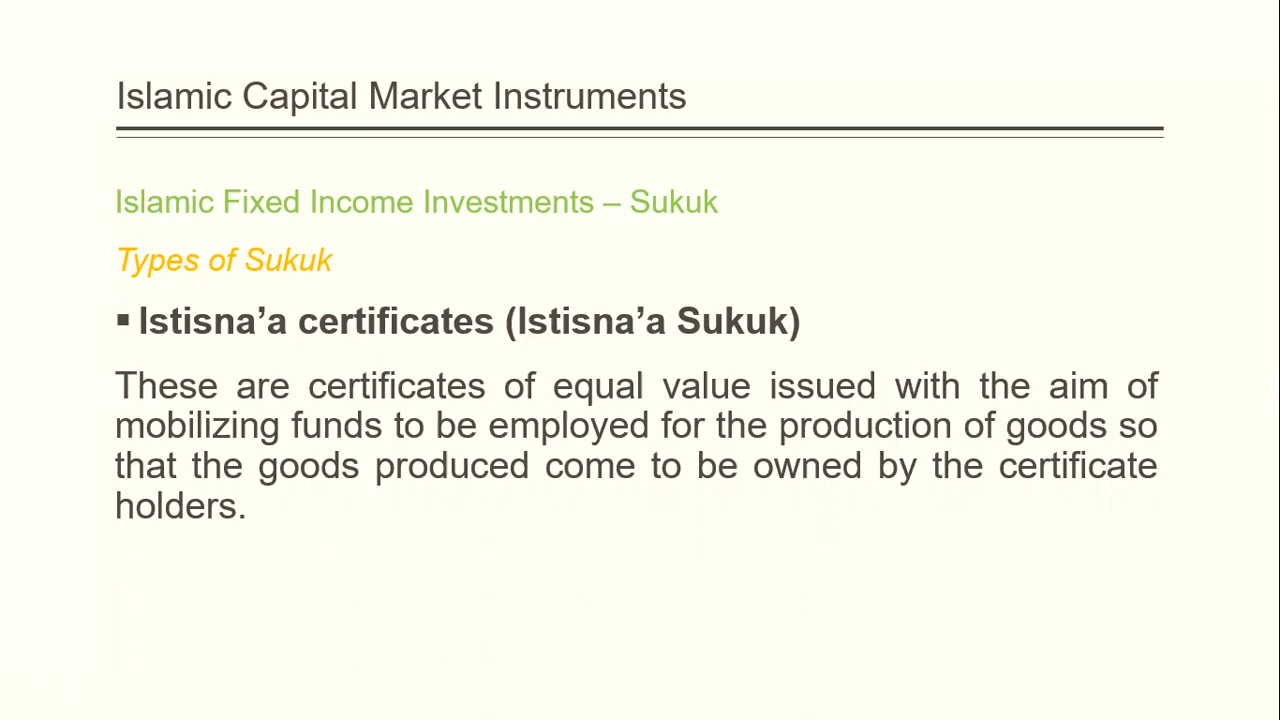 Islamic Capital Market Instruments
Islamic Fixed Income Investments – Sukuk
Types of Sukuk
▪ Istisna’a certificates (Istisna’a Sukuk)
These are certificates of equal value issued with the aim of
mobilizing funds to be employed for the production of goods so
that the goods produced come to be owned by the certificate
holders.